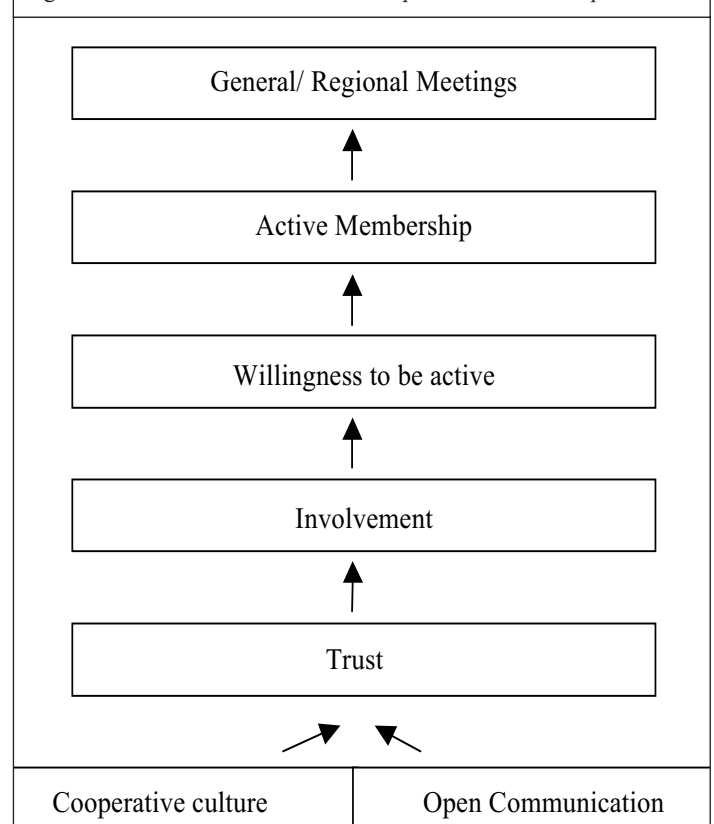 General/ Regional Meetings
Active Membership
Willingness to be active
Involvement
Trust
Cooperative culture
Open Communication